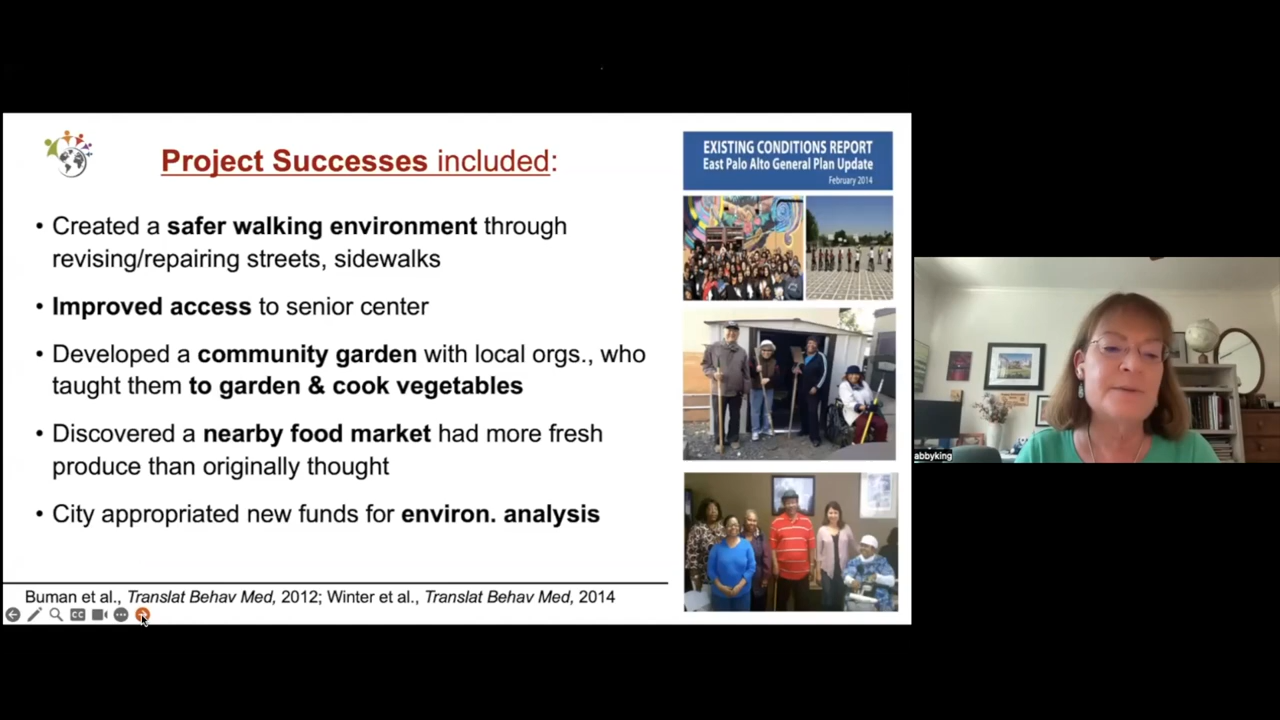 Project Successes included:
• Created a safer walking environment through
revising/repairing streets, sidewalks
• Improved access to senior center
• Developed a community garden with local orgs., who
taught them to garden & cook vegetables
• Discovered a nearby food market had more fresh
produce than originally thought
• City appropriated new funds for environ. analysis
Buman et al., Translat Behav Med, 2012; Winter et al., Translat Behav Med, 2014
CC
EXISTING CONDITIONS REPORT
East Palo Alto General Plan Update
February 2014
abbyking